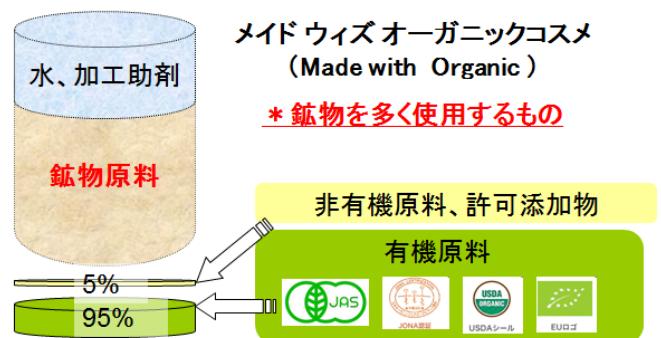 メイド ウィズ オーガニックコスメ
（Made with Organic）
＊鉱物を多く使用するもの
水、加工助剤
鉱物原料
非有機原料、許可添加物
有機原料
5%
95%
JAS
JONA認証
USDA
ORGANIC
USDAシール
EUロゴ